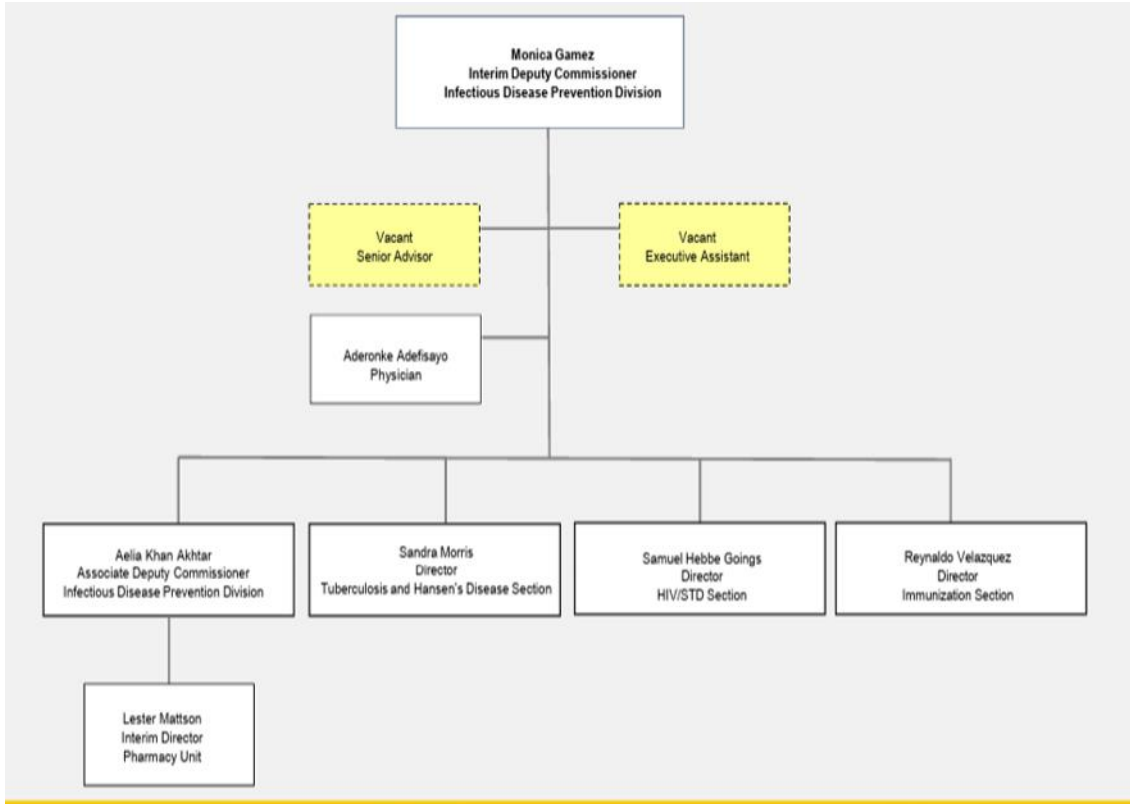 Monica Gamez
Interim Deputy Commissioner
Infectious Disease Prevention Division
Vacant
Senior Advisor
Vacant
Executive Assistant
Aderonke Adefisayo
Physician
Aelia Khan Akhtar
Associate Deputy Commissioner
Infectious Disease Prevention Division
Sandra Morris
Director
Tuberculosis and Hansen's Disease Section
Samuel Hebbe Goings
Director
HIV/STD Section
Reynaldo Velazquez
Director
Immunization Section
Lester Mattson
Interim Director
Pharmacy Unit